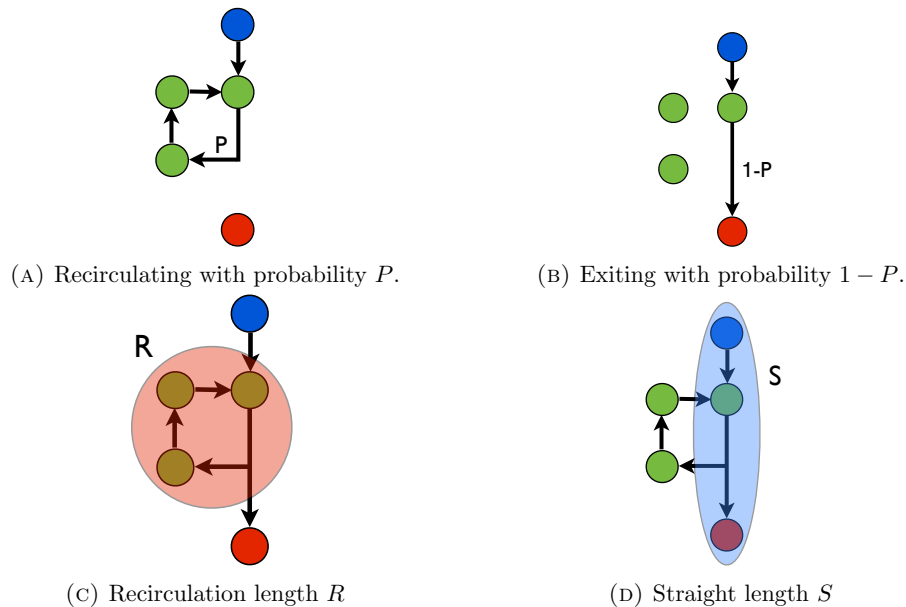 P
1-P
(A) Recirculating with probability P.
(B) Exiting with probability 1 − P.
R
S
(C) Recirculation length R
(D) Straight length S